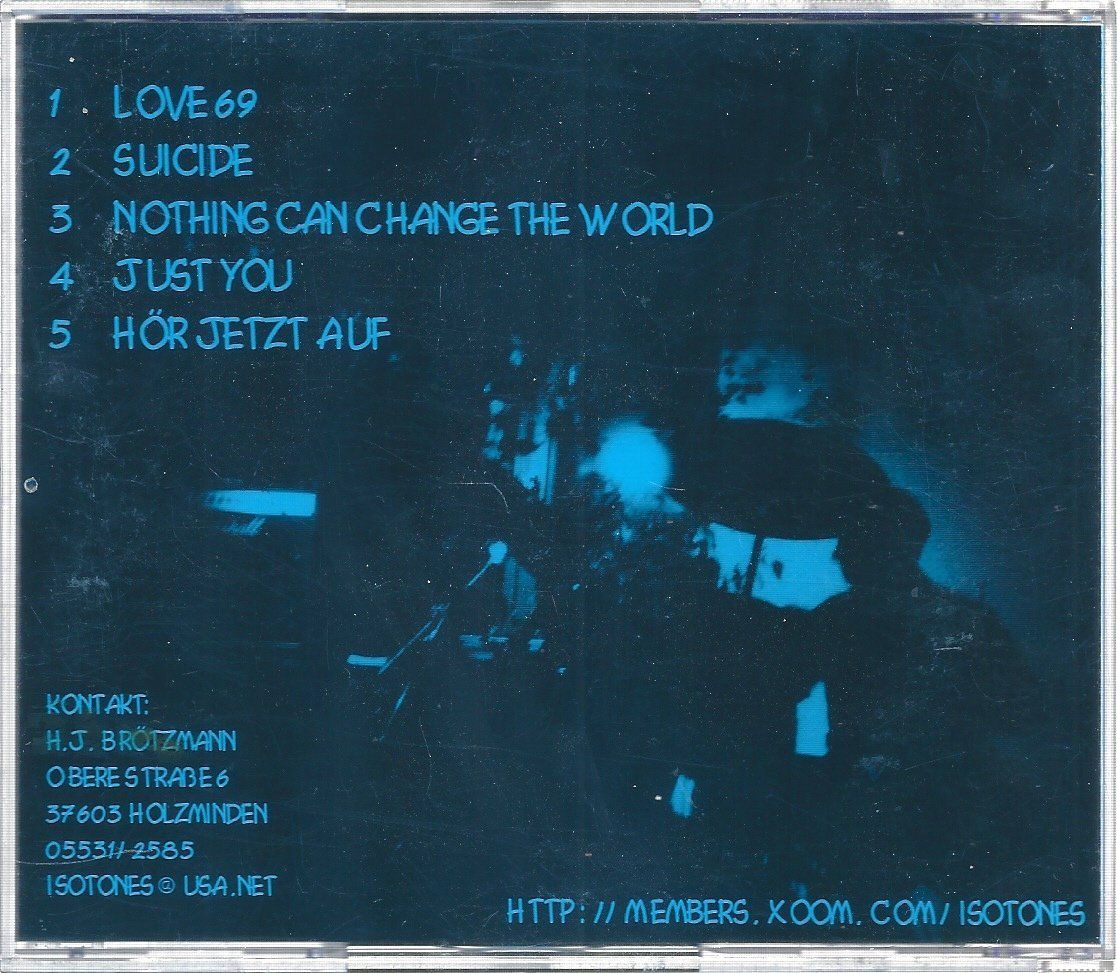 1 LOVE 69
2 SUICIDE
3 NOTHING CAN CHANGE THE WORLD
4 JUST YOU
5 HÖR JETZT AUF
KONTAKT:
H.J. BRÖTZMANN
OBERE STRAßE 6
37603 HOLZMINDEN
05531/ 2585
ISOTONES@USA.NET
HTTP://MEMBERS.XOOM.COM/ISOTONES